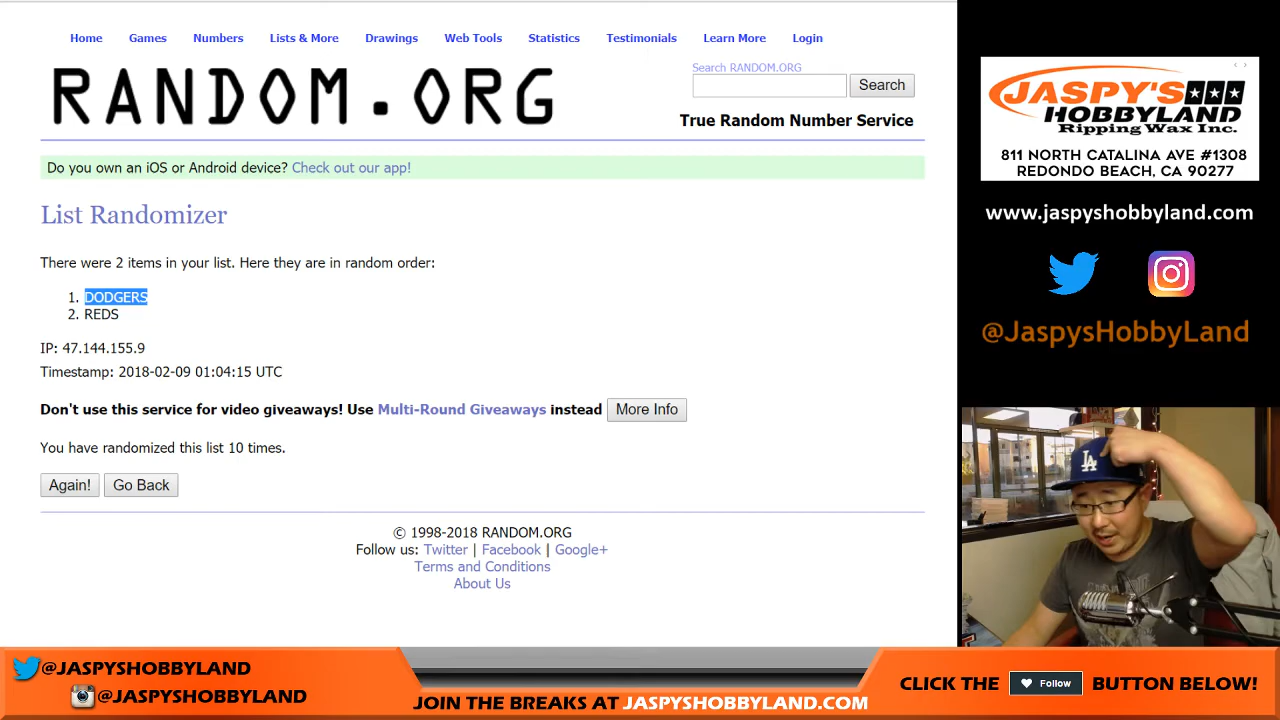 Home Games Numbers Lists & More Drawings Web Tools Statistics Testimonials Learn More Login
RANDOM.ORG
Search RANDOM.ORG
Search
True Random Number Service
Do you own an iOS or Android device? Check out our app!
List Randomizer
There were 2 items in your list. Here they are in random order:
1. DODGERS
2. REDS
IP: 47.144.155.9
Timestamp: 2018-02-09 01:04:15 UTC
Don't use this service for video giveaways! Use Multi-Round Giveaways instead More Info
You have randomized this list 10 times.
Again! Go Back
© 1998-2018 RANDOM.ORG
Follow us: Twitter | Facebook | Google+
Terms and Conditions
About Us
JASPY'S
HOBBYLAND
Ripping Wax Inc.
811 NORTH CATALINA AVE #1308
REDONDO BEACH, CA 90277
www.jaspyshobbyland.com
@JaspysHobbyLand
LA
@JASPYSHOBBYLAND
@JASPYSHOBBYLAND
JOIN THE BREAKS AT JASPYSHOBBYLAND.COM
CLICK THE Follow BUTTON BELOW!